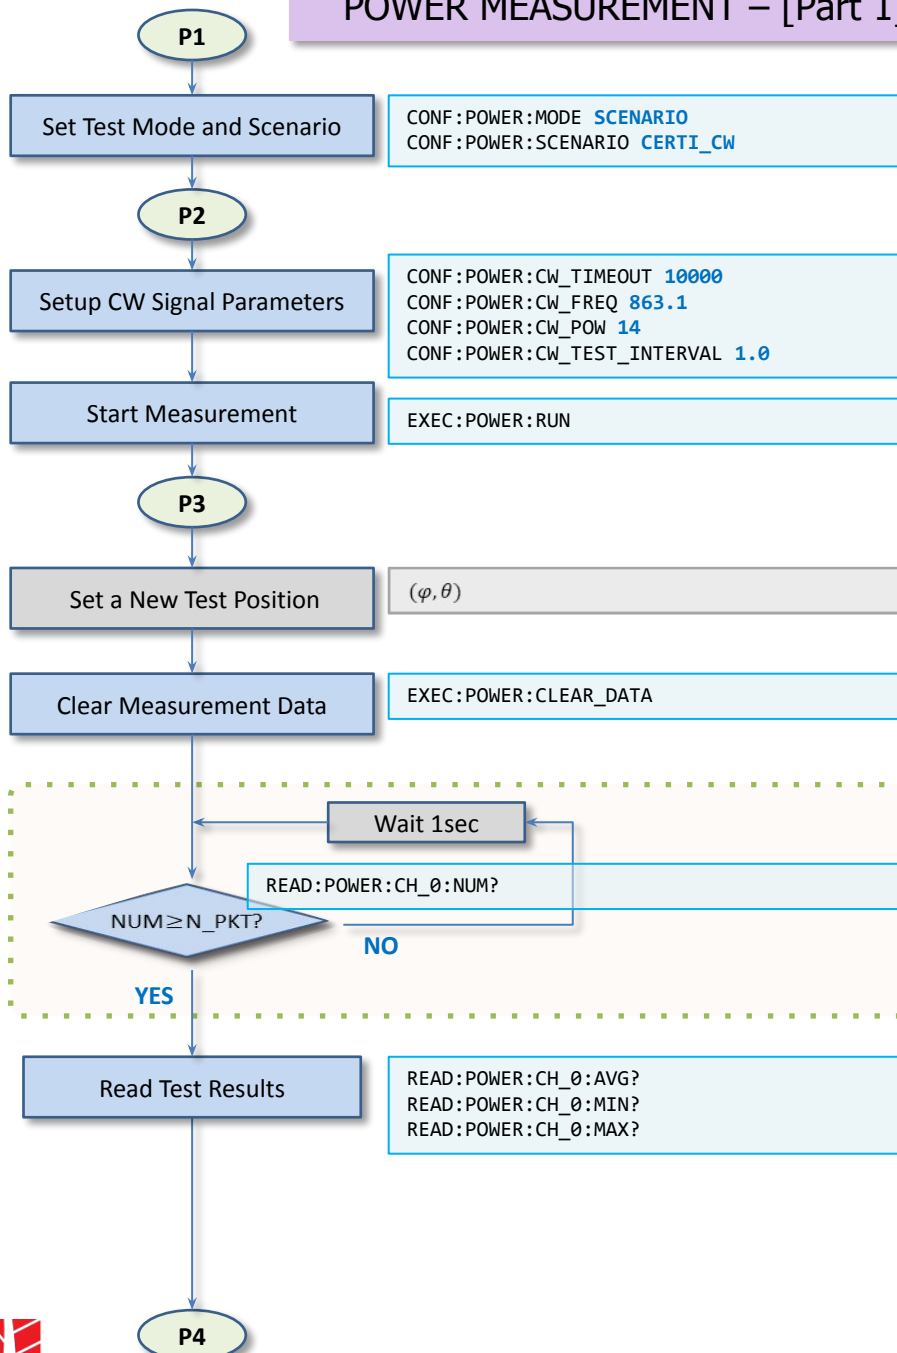 POWER MEASUREMENT – [Part 1]
P1
Set Test Mode and Scenario
CONF:POWER:MODE SCENARIO
CONF:POWER:SCENARIO CERTI_CW
P2
Setup CW Signal Parameters
CONF:POWER:CW_TIMEOUT 10000
CONF:POWER:CW_FREQ 863.1
CONF:POWER:CW_POW 14
CONF:POWER:CW_TEST_INTERVAL 1.0
Start Measurement
EXEC:POWER:RUN
P3
Set a New Test Position
(φ,θ)
Clear Measurement Data
EXEC:POWER:CLEAR_DATA
Wait 1sec
READ:POWER:CH_0:NUM?
NUM≥N_PKT?
NO
YES
Read Test Results
READ:POWER:CH_0:AVG?
READ:POWER:CH_0:MIN?
READ:POWER:CH_0:MAX?
P4